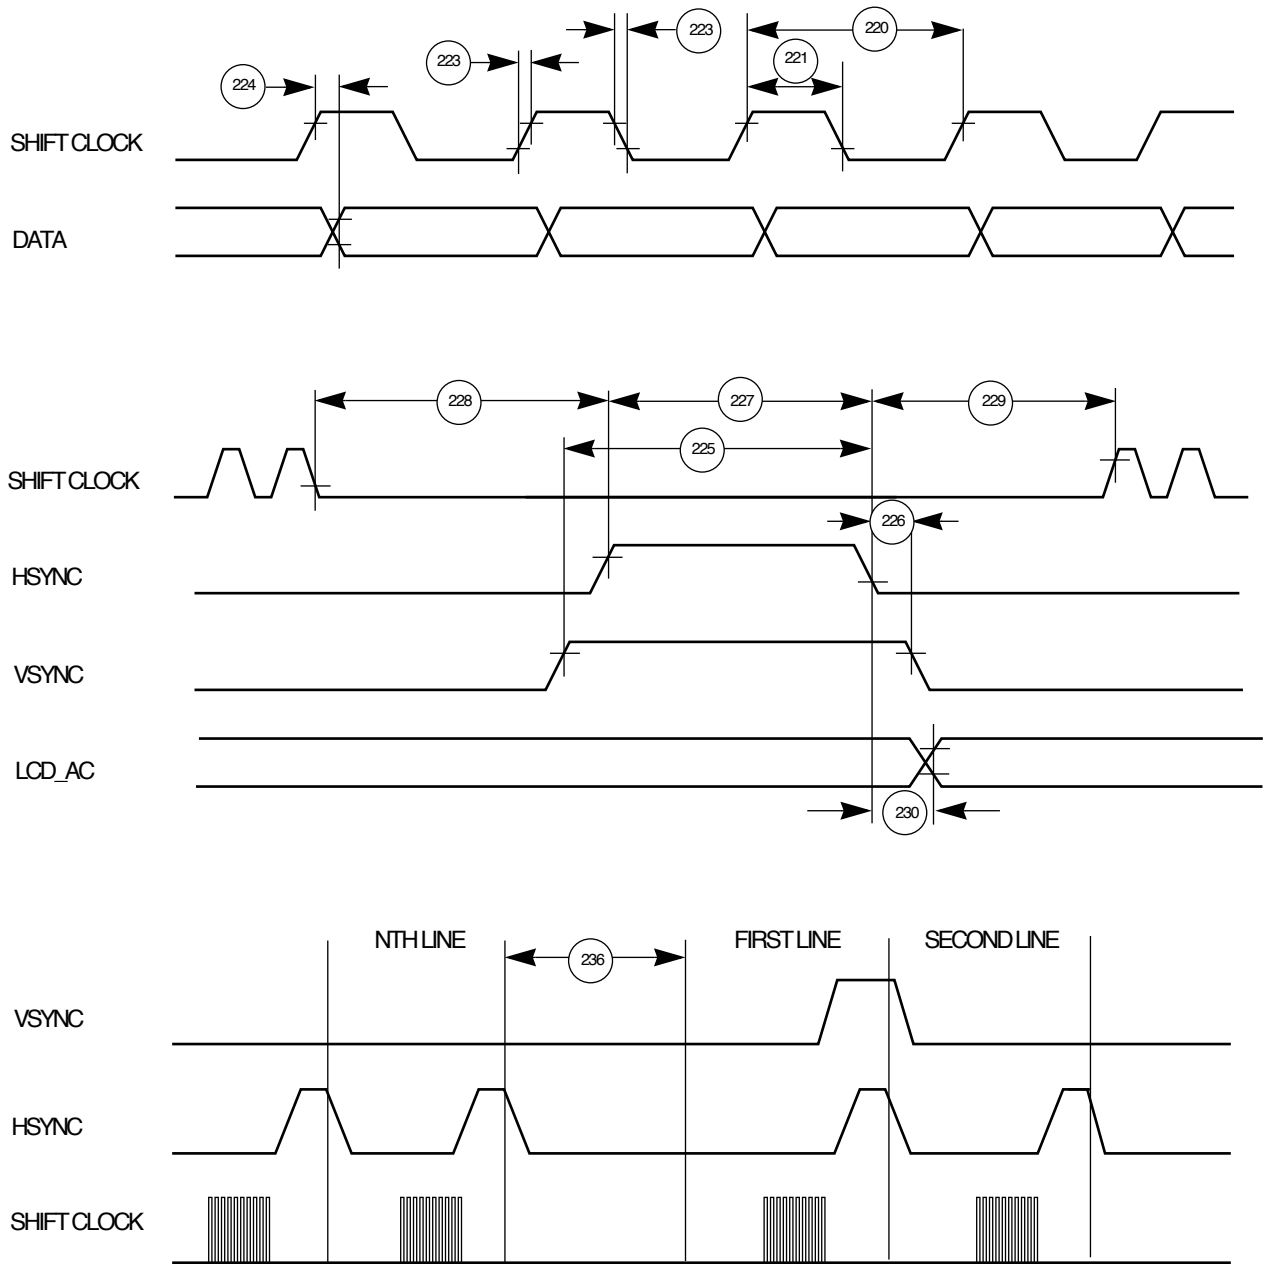 223
220
221
223
224
SHIFT CLOCK
DATA
228
227
229
225
SHIFT CLOCK
226
HSYNC
VSYNC
LCD_AC
230
NTH LINE
FIRST LINE
SECOND LINE
236
VSYNC
HSYNC
SHIFT CLOCK